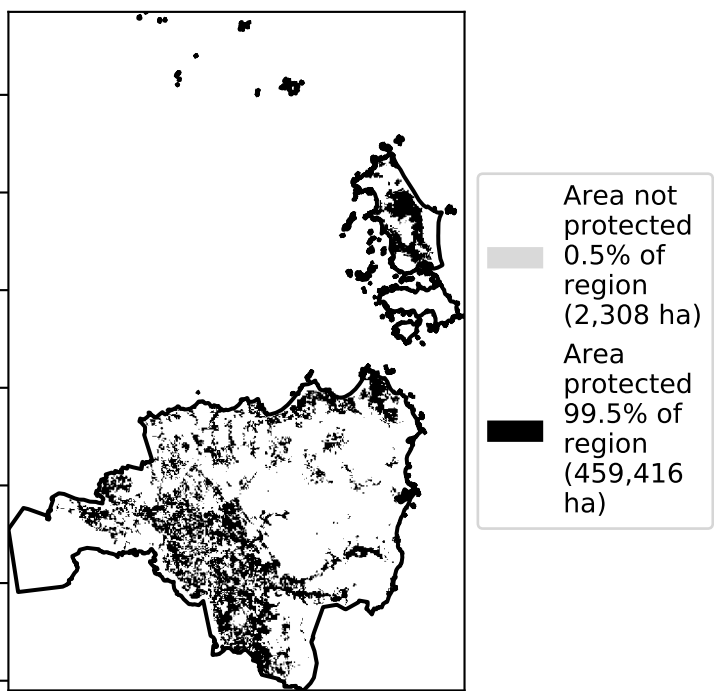 Area not
protected
0.5% of
region
(2,308 ha)
Area
protected
99.5% of
region
(459,416
ha)